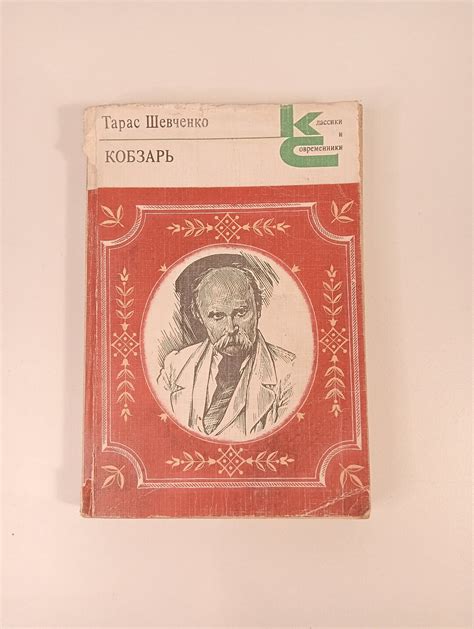 Тарас Шевченко
КОБЗАРЬ
Классики
и
Современники